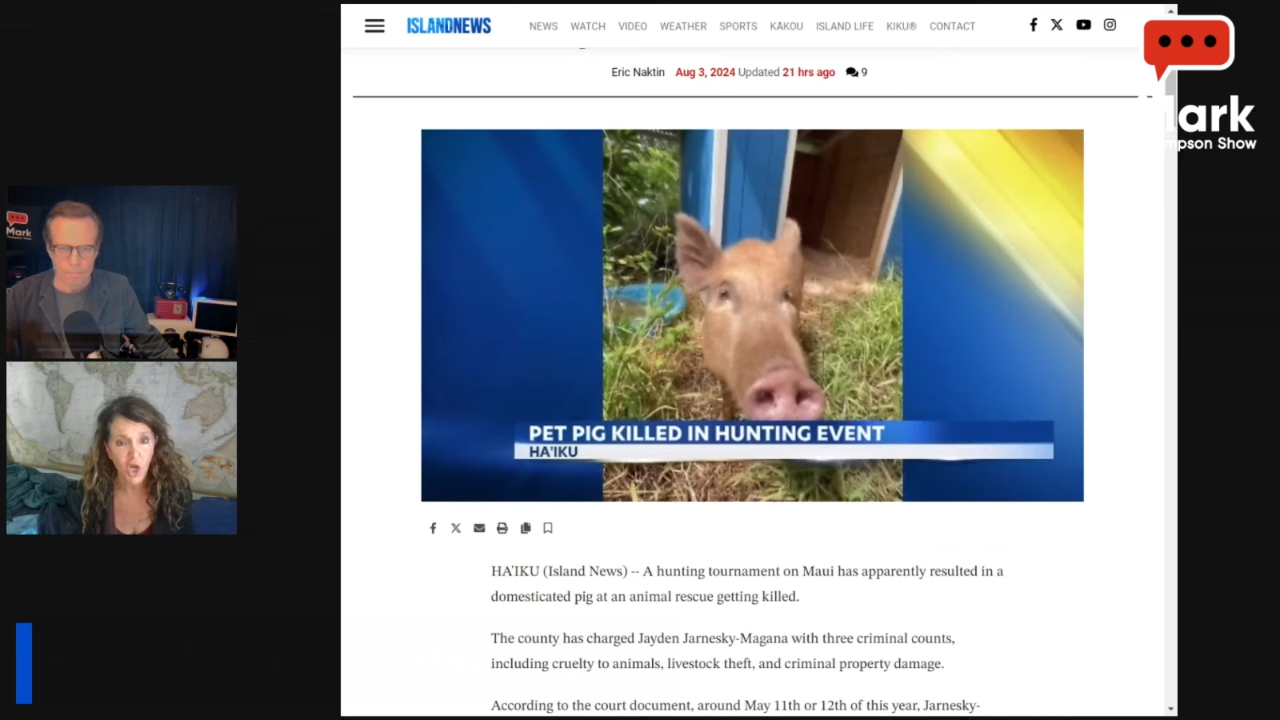 ISLANDNEWS
NEWS WATCH VIDEO WEATHER SPORTS KĀKOU ISLAND LIFE KIKU® CONTACT
Eric Naktin Aug 3, 2024 Updated 21 hrs ago 9
ark
mpson Show
Mark
PET PIG KILLED IN HUNTING EVENT
HA'IKU
HA'IKU (Island News) -- A hunting tournament on Maui has apparently resulted in a
domesticated pig at an animal rescue getting killed.
The county has charged Jayden Jarnesky-Magana with three criminal counts,
including cruelty to animals, livestock theft, and criminal property damage.
According to the court document, around May 11th or 12th of this year, Jarnesky-